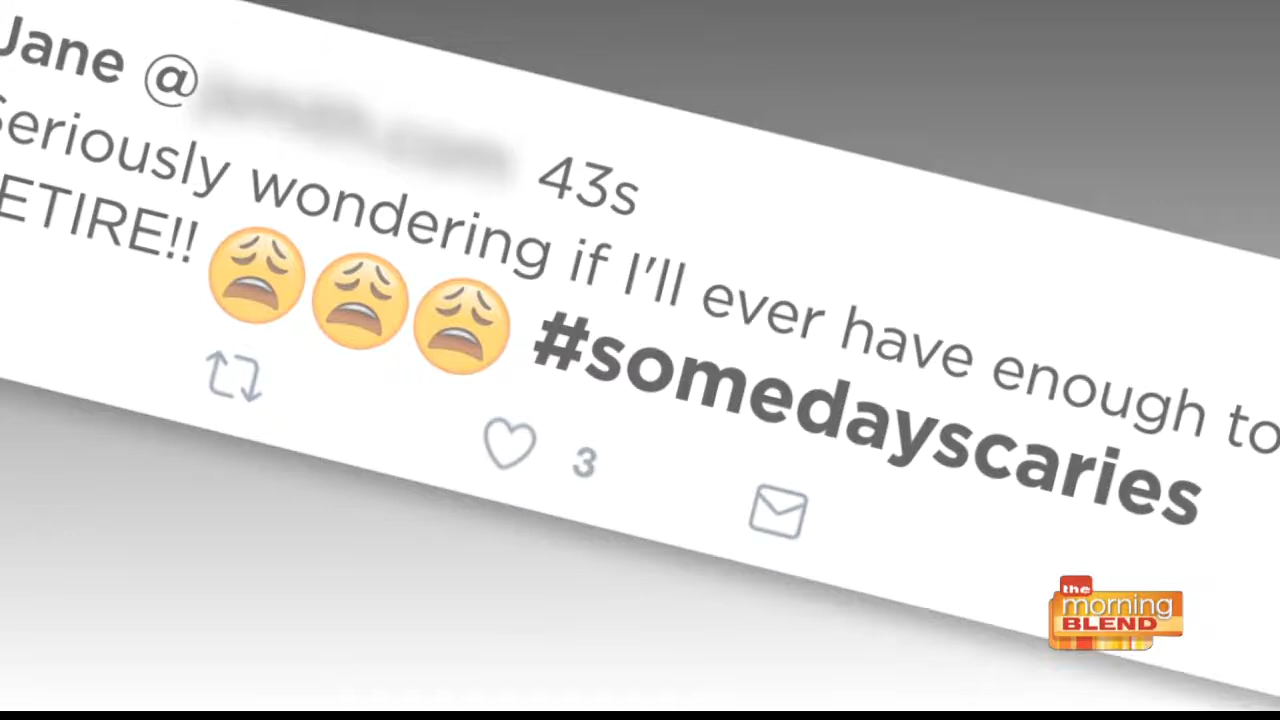 Jane @ 43s
Seriously wondering if I'll ever have enough to
ETIRE!! 😩😩😩 #somedayscaries
3
the
morning
BLEND